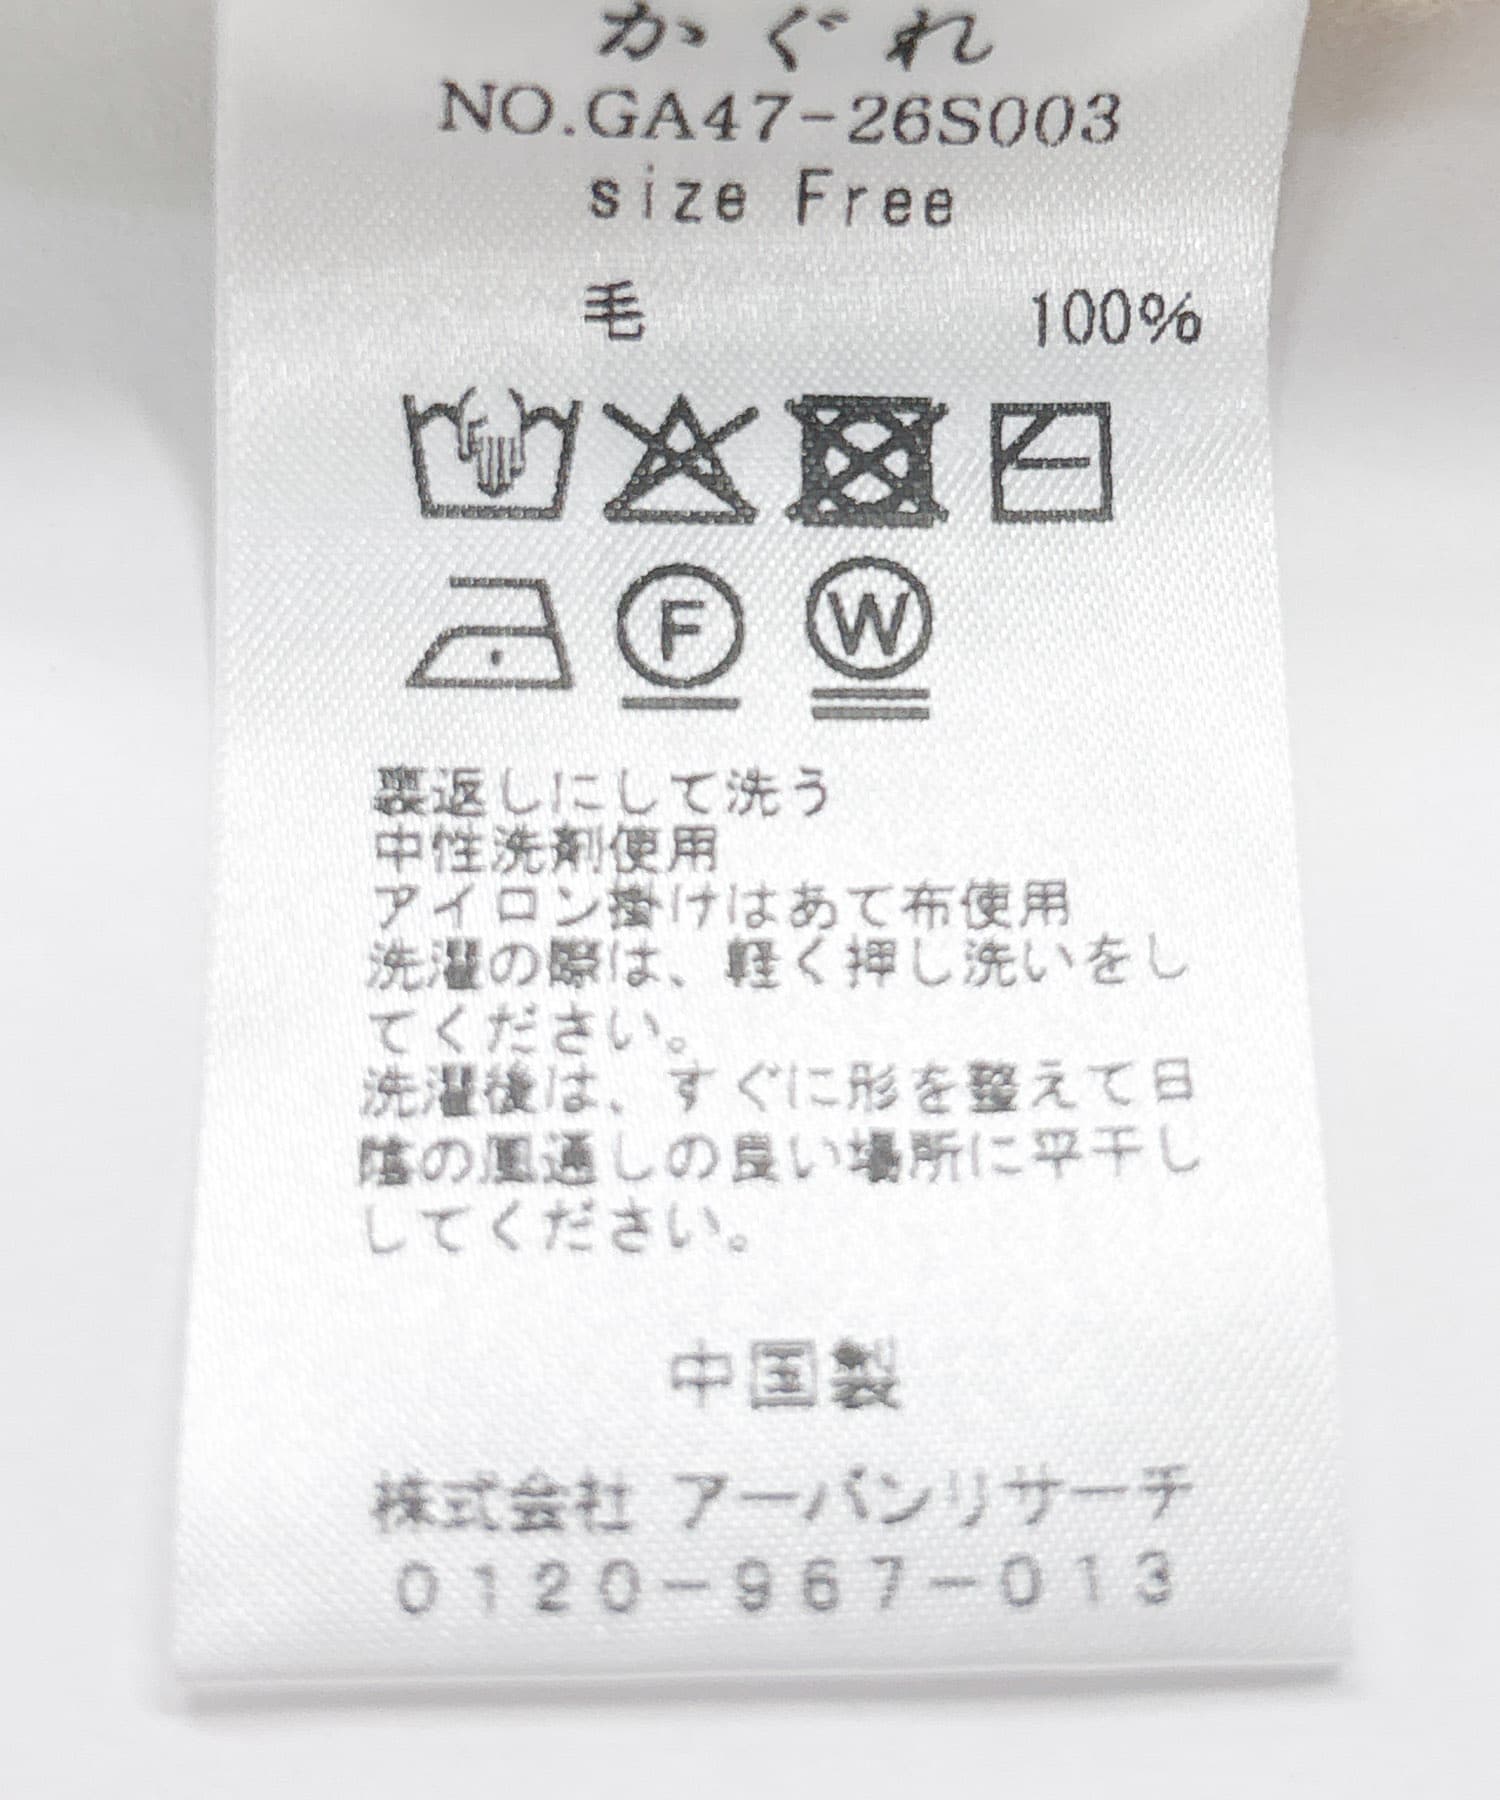 かぐれ
NO.GA47-26S003
size Free
毛 100%
F W
裏返しにして洗う
中性洗剤使用
アイロン掛けはあて布使用
洗濯の際は、軽く押し洗いをし
てください。
洗濯後は、すぐに形を整えて日
陰の風通しの良い場所に平干し
してください。
中国製
株式会社 アーバンリサーチ
0120-967-013